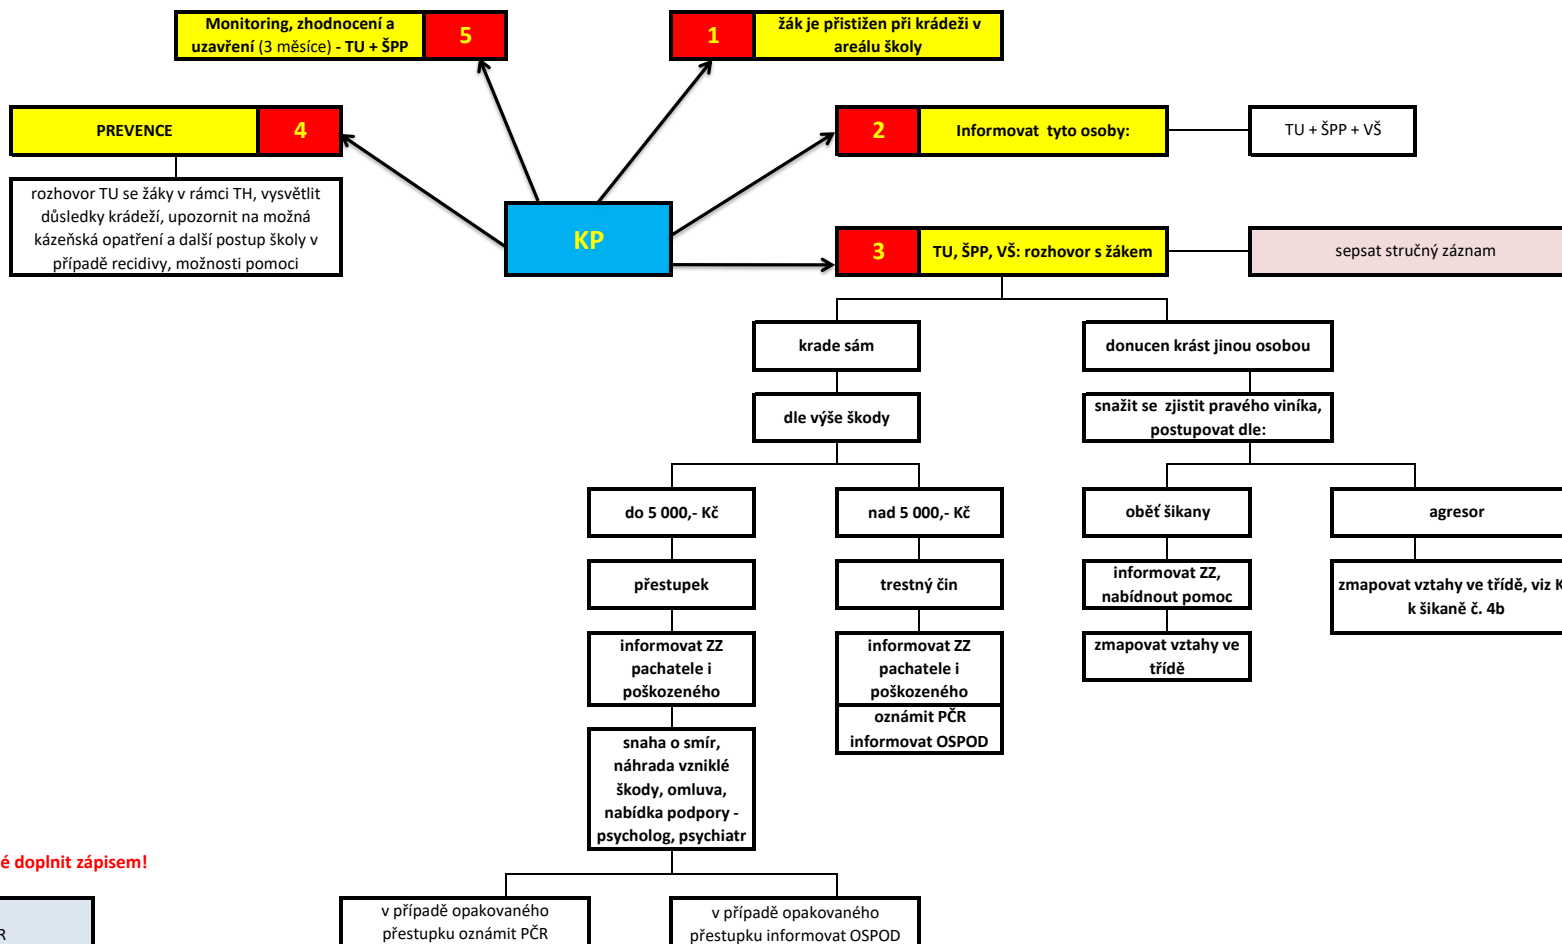 Monitoring, zhodnocení a
uzavření (3 měsíce) - TU + ŠPP
5
1
žák je přistižen při krádeži v
areálu školy
PREVENCE
4
2
Informovat tyto osoby:
TU + ŠPP + VŠ
rozhovor TU se žáky v rámci TH, vysvětlit
důsledky krádeží, upozornit na možná
kázeňská opatření a další postup školy v
případě recidivy, možnosti pomoci
KP
3
TU, ŠPP, VŠ: rozhovor s žákem
sepsat stručný záznam
krade sám
donucen krást jinou osobou
dle výše škody
snažit se zjistit pravého viníka,
postupovat dle:
do 5 000,- Kč
nad 5 000,- Kč
oběť šikany
agresor
přestupek
trestný čin
informovat ZZ,
nabídnout pomoc
zmapovat vztahy ve třídě, viz K
k šikaně č. 4b
informovat ZZ
pachatele i
poškozeného
informovat ZZ
pachatele i
poškozeného
zmapovat vztahy ve
třídě
oznámit PČR
informovat OSPOD
snaha o smír,
náhrada vzniklé
škody, omluva,
nabídka podpory -
psycholog, psychiatr
é doplnit zápisem!
R
v případě opakovaného
přestupku oznámit PČR
v případě opakovaného
přestupku informovat OSPOD